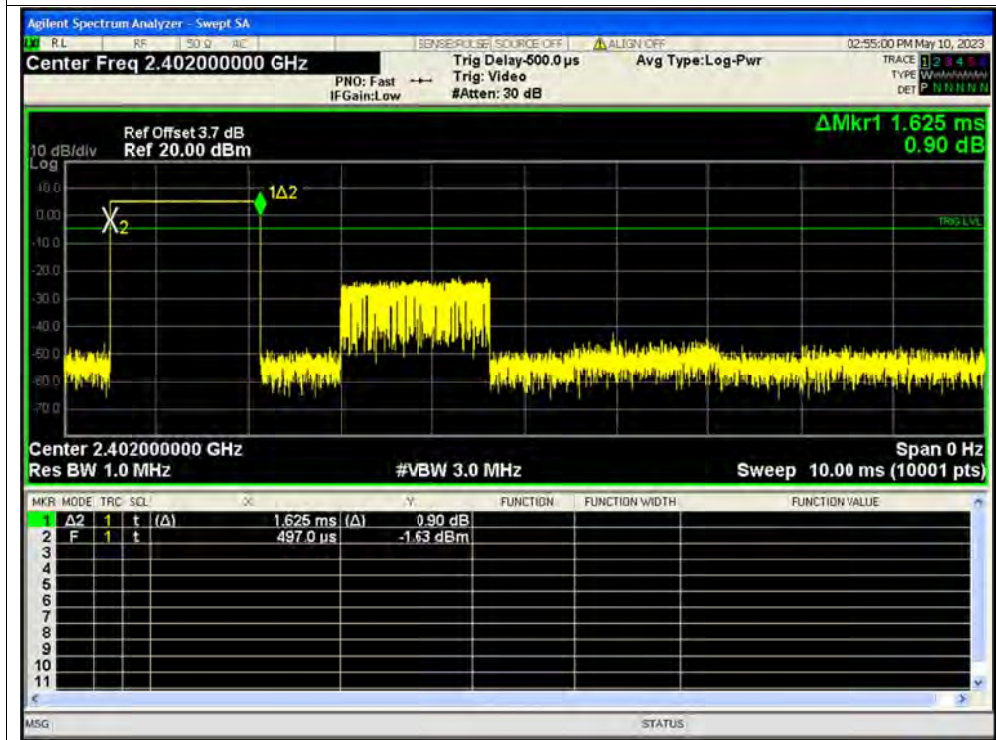 Agilent Spectrum Analyzer - Swept SA
RL RF 50 Ω AC SENSE:PULSE SOURCE OFF ALIGN OFF 02:55:00 PM May 10, 2023
Center Freq 2.402000000 GHz Trig Delay-500.0 µs Avg Type:Log-Pwr TRACE 1 2 3 4 5 6
PNO: Fast Trig: Video TYPE W
IFGain:Low #Atten: 30 dB DET P N N N N N
ΔMkr1 1.625 ms
Ref Offset 3.7 dB
10 dB/div Ref 20.00 dBm 0.90 dB
Log
10.0
1Δ2
0.00
2
TRIG LVL
-10.0
-20.0
-30.0
-40.0
-50.0
-60.0
-70.0
Center 2.402000000 GHz Span 0 Hz
Res BW 1.0 MHz #VBW 3.0 MHz Sweep 10.00 ms (10001 pts)
MKR MODE TRC SCL X Y FUNCTION FUNCTION WIDTH FUNCTION VALUE
1 Δ2 1 t (Δ) 1.625 ms (Δ) 0.90 dB
2 F 1 t 497.0 µs -1.63 dBm
3
4
5
6
7
8
9
10
11
MSG STATUS